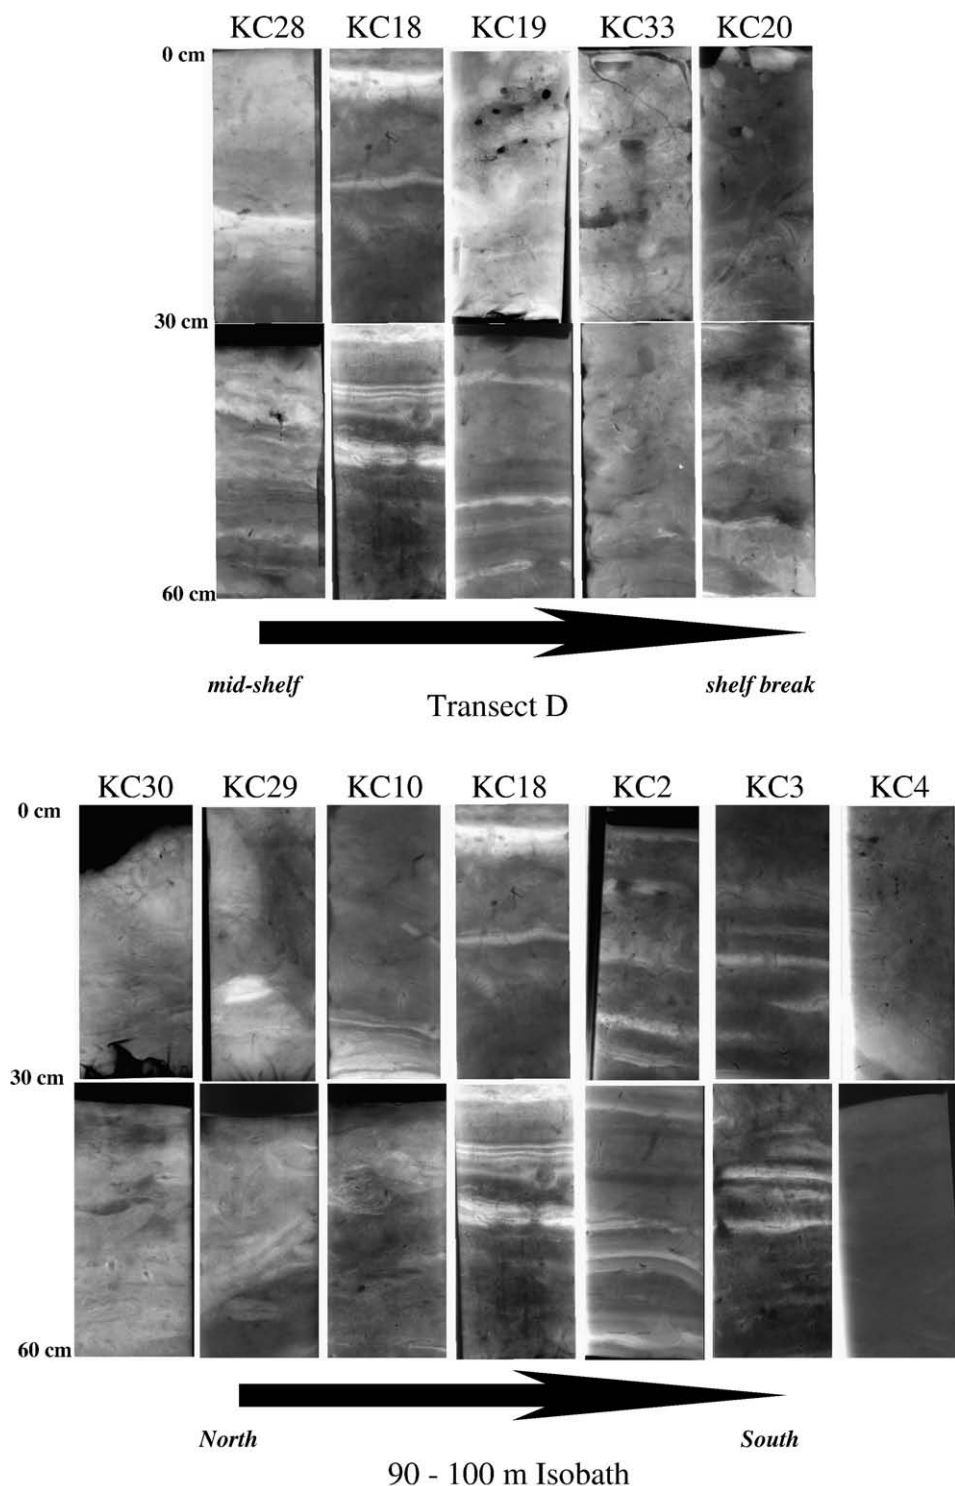 KC28 KC18 KC19 KC33 KC20
0 cm
30 cm
60 cm
mid-shelf
shelf break
Transect D
KC30 KC29 KC10 KC18 KC2 KC3 KC4
0 cm
30 cm
60 cm
North
South
90 - 100 m Isobath